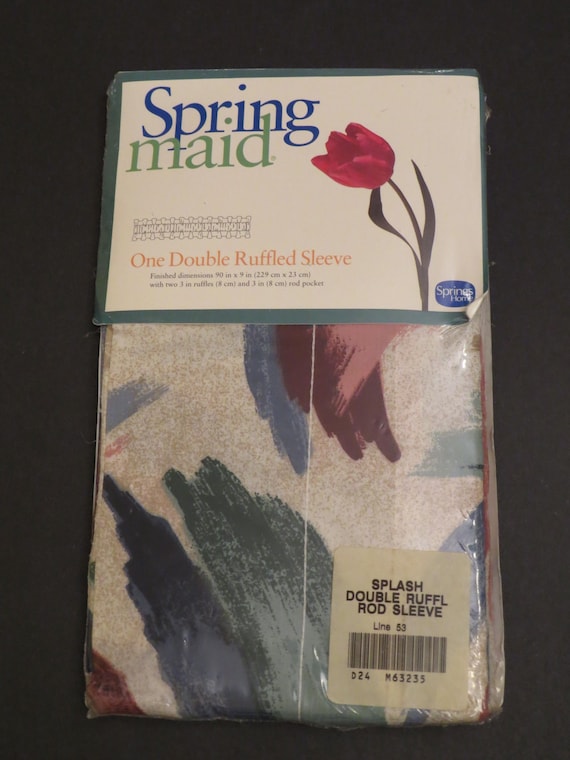 Spring
maid®
One Double Ruffled Sleeve
Finished dimensions 90 in x 9 in (229 cm x 23 cm)
with two 3 in ruffles (8 cm) and 3 in (8 cm) rod pocket
Springs
Home
SPLASH
DOUBLE RUFFL
ROD SLEEVE
Line 53
D24 M63235